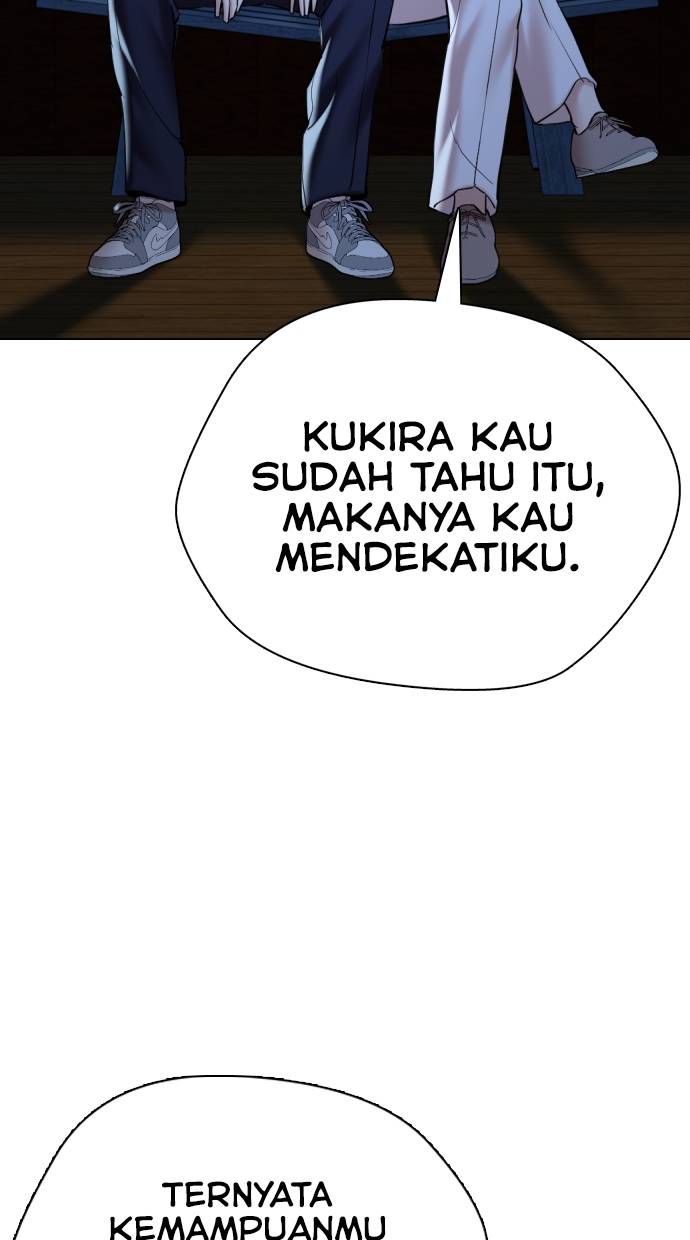 KUKIRA KAU
SUDAH TAHU ITU,
MAKANYA KAU
MENDEKATIKU.
TERNYATA
KEMAMPUANMU